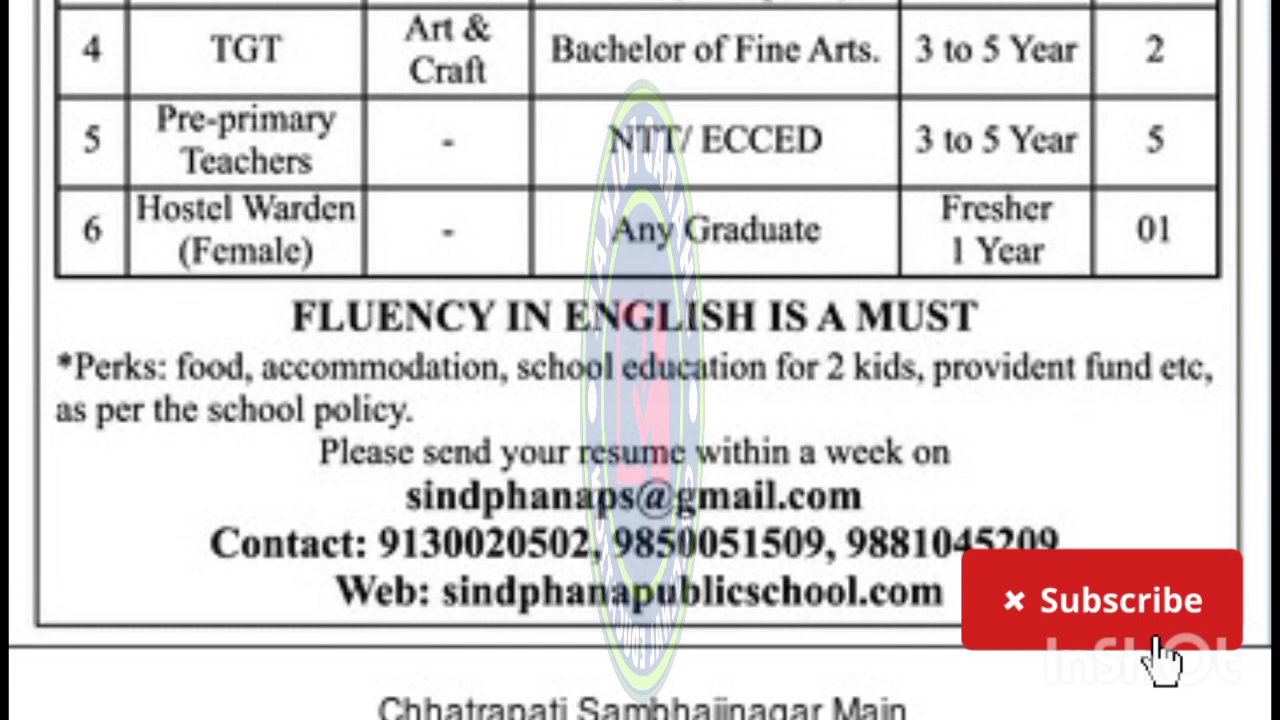 4 TGT Art & Craft Bachelor of Fine Arts. 3 to 5 Year 2
5 Pre-primary Teachers - NTT/ ECCED 3 to 5 Year 5
6 Hostel Warden (Female) - Any Graduate Fresher 1 Year 01
FLUENCY IN ENGLISH IS A MUST
*Perks: food, accommodation, school education for 2 kids, provident fund etc,
as per the school policy.
Please send your resume within a week on
sindphanaps@gmail.com
Contact: 9130020502, 9850051509, 9881045209
Web: sindphanapublicschool.com
× Subscribe
InShOt
Chhatrapati Sambhajinagar Main